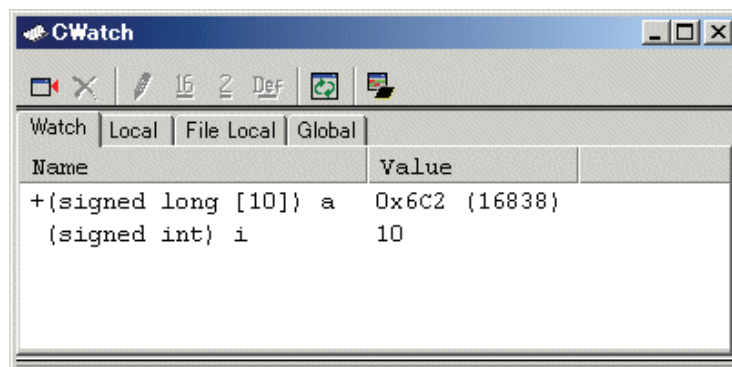 CWatch
16 2 Def
Watch Local File Local Global
Name Value
+(signed long [10]) a 0x6C2 (16838)
(signed int) i 10